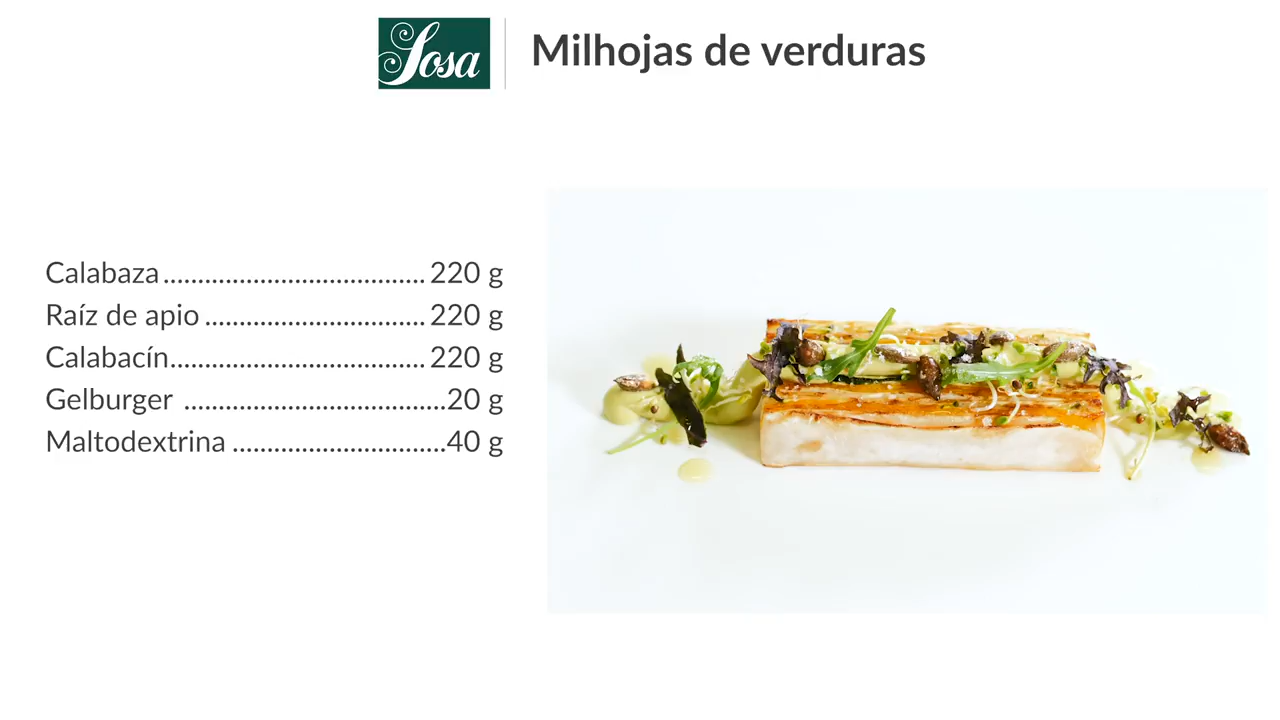 Sosa
Milhojas de verduras
Calabaza ...................................... 220 g
Raíz de apio ................................ 220 g
Calabacín..................................... 220 g
Gelburger ......................................20 g
Maltodextrina ...............................40 g